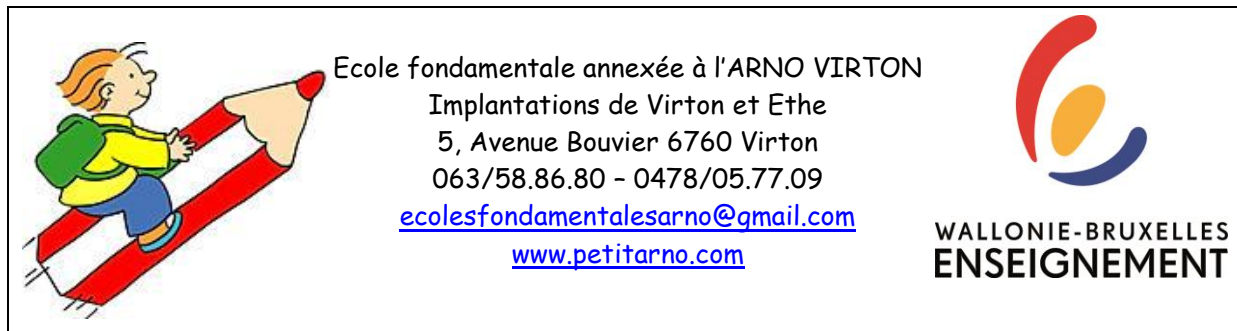 Ecole fondamentale annexée à l'ARNO VIRTON
Implantations de Virton et Ethe
5, Avenue Bouvier 6760 Virton
063/58.86.80 – 0478/05.77.09
ecolesfondamentalesarno@gmail.com
www.petitarno.com
WALLONIE-BRUXELLES
ENSEIGNEMENT